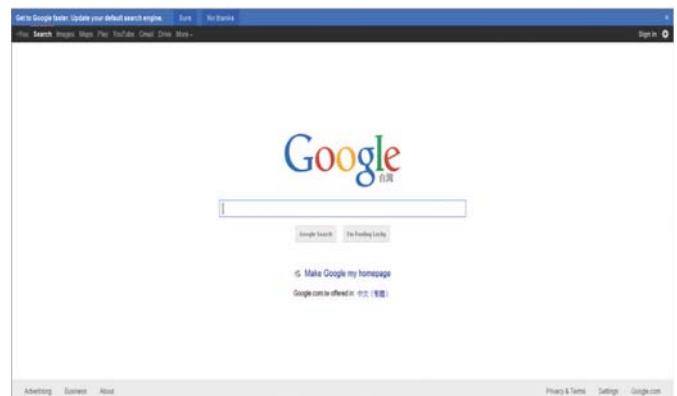 Get to Google faster. Update your default search engine. Sure No thanks
+You Search Images Maps Play YouTube Gmail Drive More Sign in
Google
台灣
Google Search I'm Feeling Lucky
Make Google my homepage
Google.com.tw offered in: 中文（繁體）
Advertising Business About Privacy & Terms Settings Google.com